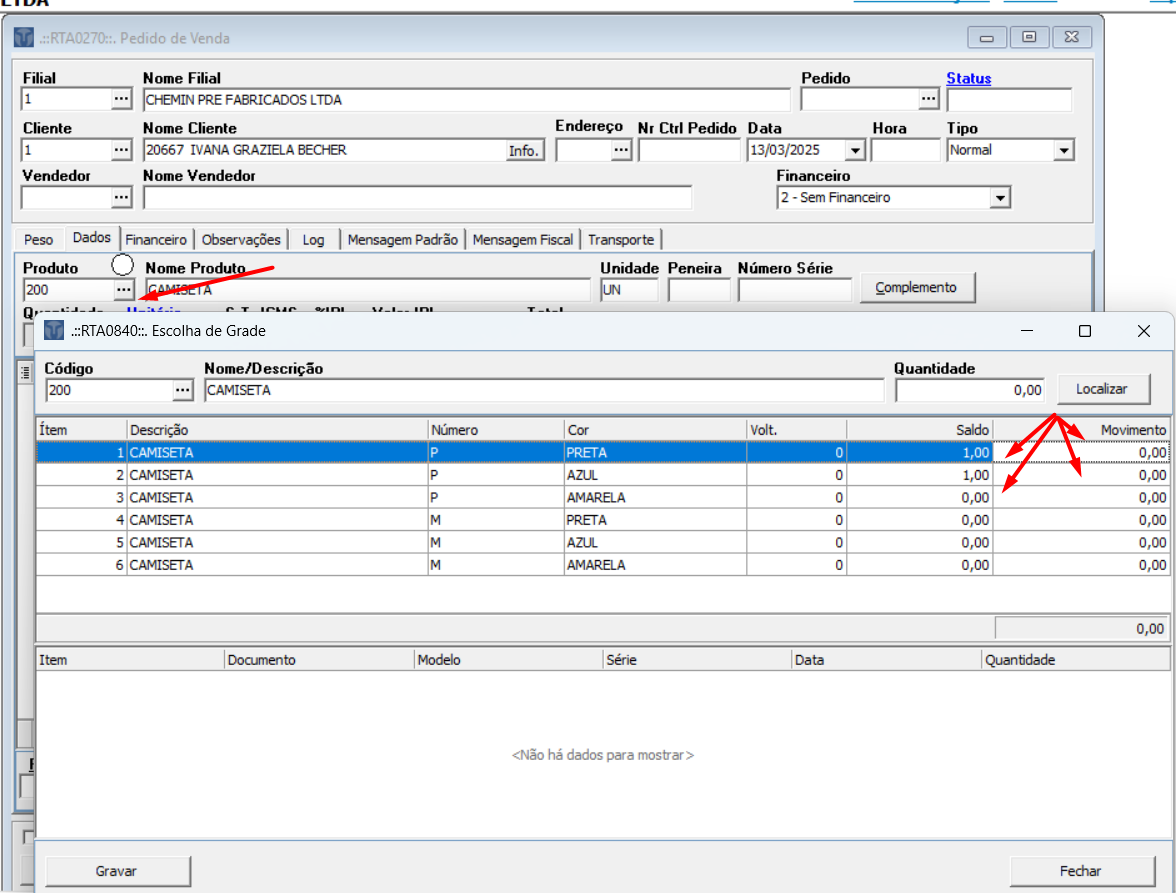 LTDA
.::RTA0270::. Pedido de Venda
Filial Nome Filial Pedido Status
1 ... CHEMIN PRE FABRICADOS LTDA ...
Cliente Nome Cliente Endereço Nr Ctrl Pedido Data Hora Tipo
1 ... 20667 IVANA GRAZIELA BECHER Info. ... 13/03/2025 Normal
Vendedor Nome Vendedor Financeiro
... 2 - Sem Financeiro
Peso Dados Financeiro Observações Log Mensagem Padrão Mensagem Fiscal Transporte
Produto Nome Produto Unidade Peneira Número Série
200 ... CAMISETA UN Complemento
.::RTA0840::. Escolha de Grade
Código Nome/Descrição Quantidade
200 ... CAMISETA 0,00 Localizar
Ítem Descrição Número Cor Volt. Saldo Movimento
1 CAMISETA P PRETA 0 1,00 0,00
2 CAMISETA P AZUL 0 1,00 0,00
3 CAMISETA P AMARELA 0 0,00 0,00
4 CAMISETA M PRETA 0 0,00 0,00
5 CAMISETA M AZUL 0 0,00 0,00
6 CAMISETA M AMARELA 0 0,00 0,00
0,00
Item Documento Modelo Série Data Quantidade
<Não há dados para mostrar>
Gravar Fechar